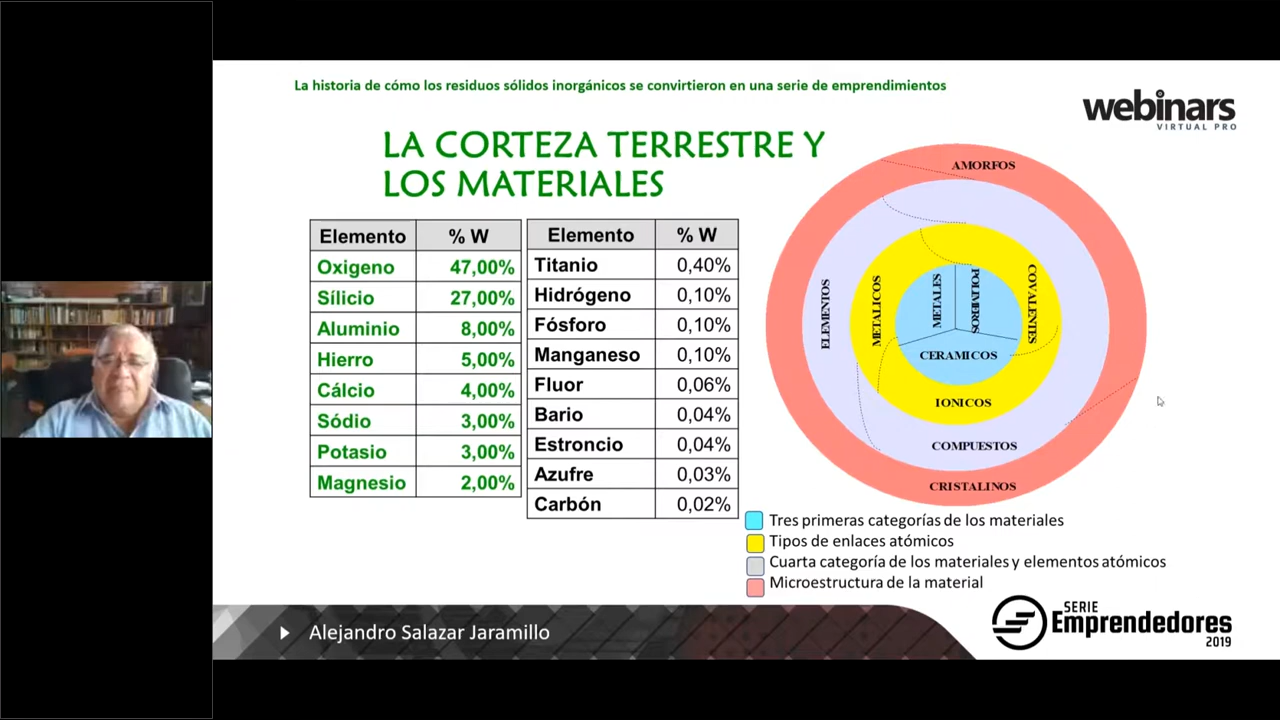 La historia de cómo los residuos sólidos inorgánicos se convirtieron en una serie de emprendimientos
webinars
VIRTUAL PRO
LA CORTEZA TERRESTRE Y
LOS MATERIALES
Elemento % W
Oxigeno 47,00%
Sílicio 27,00%
Aluminio 8,00%
Hierro 5,00%
Cálcio 4,00%
Sódio 3,00%
Potasio 3,00%
Magnesio 2,00%
Elemento % W
Titanio 0,40%
Hidrógeno 0,10%
Fósforo 0,10%
Manganeso 0,10%
Fluor 0,06%
Bario 0,04%
Estroncio 0,04%
Azufre 0,03%
Carbón 0,02%
AMORFOS
ELEMENTOS
METALICOS
METALES
POLIMEROS
COVALENTES
CERAMICOS
IONICOS
COMPUESTOS
CRISTALINOS
Tres primeras categorías de los materiales
Tipos de enlaces atómicos
Cuarta categoría de los materiales y elementos atómicos
Microestructura de la material
Alejandro Salazar Jaramillo
SERIE
Emprendedores
2019